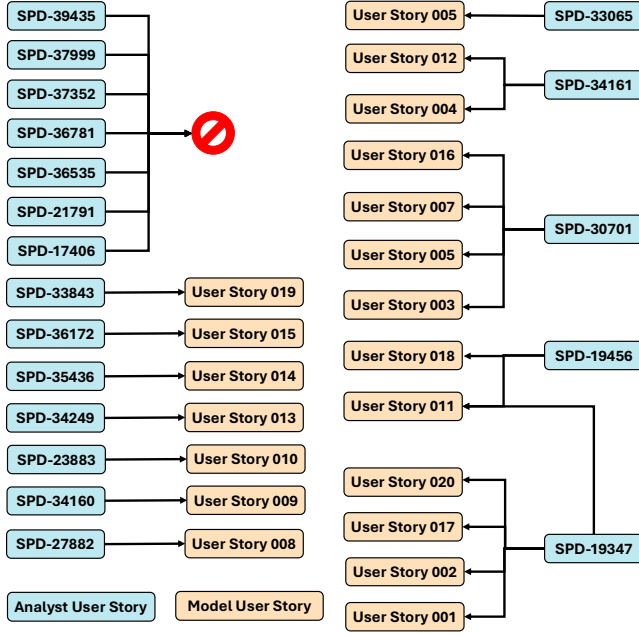 SPD-39435
SPD-37999
SPD-37352
SPD-36781
SPD-36535
SPD-21791
SPD-17406
SPD-33843
User Story 019
SPD-36172
User Story 015
SPD-35436
User Story 014
SPD-34249
User Story 013
SPD-23883
User Story 010
SPD-34160
User Story 009
SPD-27882
User Story 008
Analyst User Story
Model User Story
User Story 005
SPD-33065
User Story 012
SPD-34161
User Story 004
User Story 016
User Story 007
SPD-30701
User Story 005
User Story 003
User Story 018
SPD-19456
User Story 011
User Story 020
User Story 017
SPD-19347
User Story 002
User Story 001